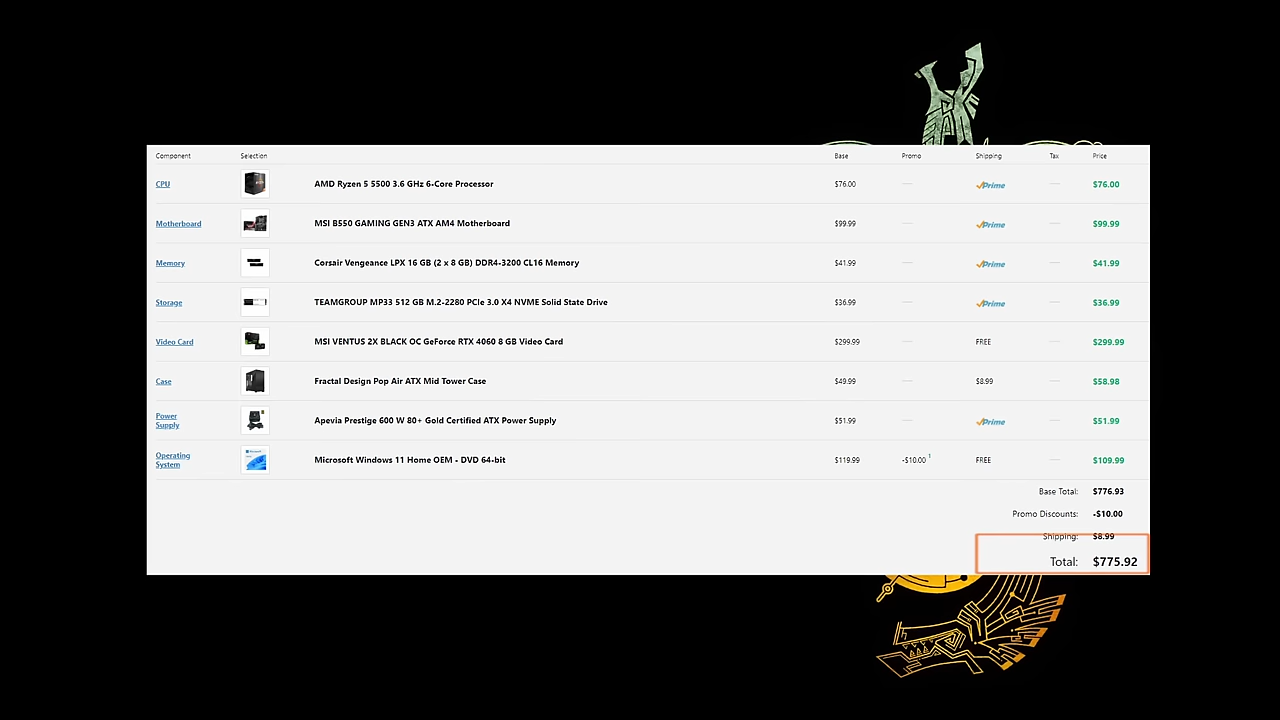 Component Selection Base Promo Shipping Tax Price
CPU AMD Ryzen 5 5500 3.6 GHz 6-Core Processor $76.00 — Prime — $76.00
Motherboard MSI B550 GAMING GEN3 ATX AM4 Motherboard $99.99 — Prime — $99.99
Memory Corsair Vengeance LPX 16 GB (2 x 8 GB) DDR4-3200 CL16 Memory $41.99 — Prime — $41.99
Storage TEAMGROUP MP33 512 GB M.2-2280 PCIe 3.0 X4 NVME Solid State Drive $36.99 — Prime — $36.99
Video Card MSI VENTUS 2X BLACK OC GeForce RTX 4060 8 GB Video Card $299.99 — FREE — $299.99
Case Fractal Design Pop Air ATX Mid Tower Case $49.99 — $8.99 — $58.98
Power Supply Apevia Prestige 600 W 80+ Gold Certified ATX Power Supply $51.99 — Prime — $51.99
Operating System Microsoft Windows 11 Home OEM - DVD 64-bit $119.99 -$10.00 1 FREE — $109.99
Base Total: $776.93
Promo Discounts: -$10.00
Shipping: $8.99
Total: $775.92